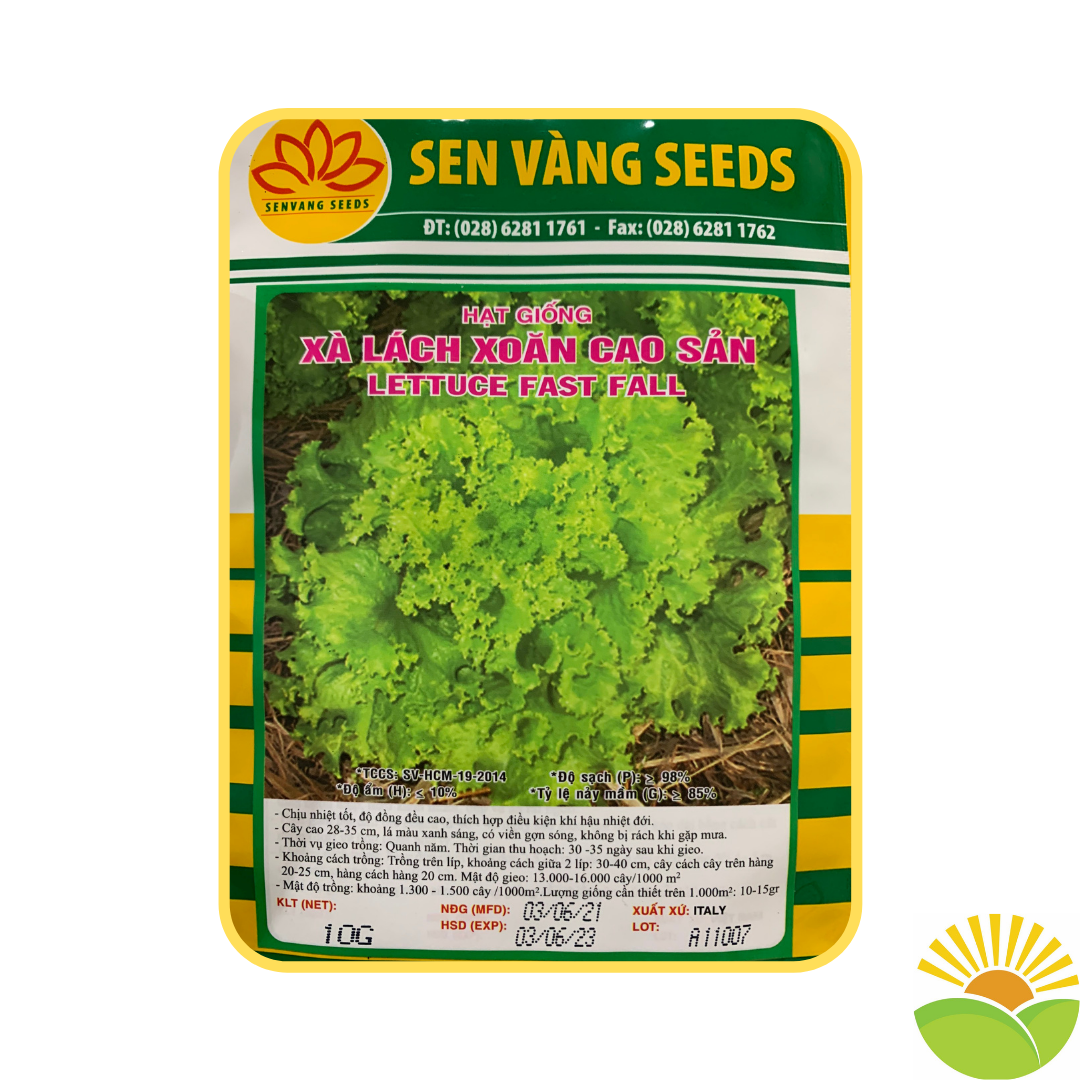 SENVANG SEEDS
SEN VÀNG SEEDS
ĐT: (028) 6281 1761 - Fax: (028) 6281 1762
HẠT GIỐNG
XÀ LÁCH XOĂN CAO SẢN
LETTUCE FAST FALL
*TCCS: SV-HCM-19-2014 *Độ sạch (P): ≥ 98%
*Độ ẩm (H): ≤ 10% *Tỷ lệ nảy mầm (G): ≥ 85%
- Chịu nhiệt tốt, độ đồng đều cao, thích hợp điều kiện khí hậu nhiệt đới.
- Cây cao 28-35 cm, lá màu xanh sáng, có viền gợn sóng, không bị rách khi gặp mưa.
- Thời vụ gieo trồng: Quanh năm. Thời gian thu hoạch: 30 -35 ngày sau khi gieo.
- Khoảng cách trồng: Trồng trên líp, khoảng cách giữa 2 líp: 30-40 cm, cây cách cây trên hàng
20-25 cm, hàng cách hàng 20 cm. Mật độ gieo: 13.000-16.000 cây/1000 m²
- Mật độ trồng: khoảng 1.300 - 1.500 cây /1000m².Lượng giống cần thiết trên 1.000m²: 10-15gr
KLT (NET): NĐG (MFD): 03/06/21 XUẤT XỨ: ITALY
10G HSD (EXP): 03/06/23 LOT: A11007